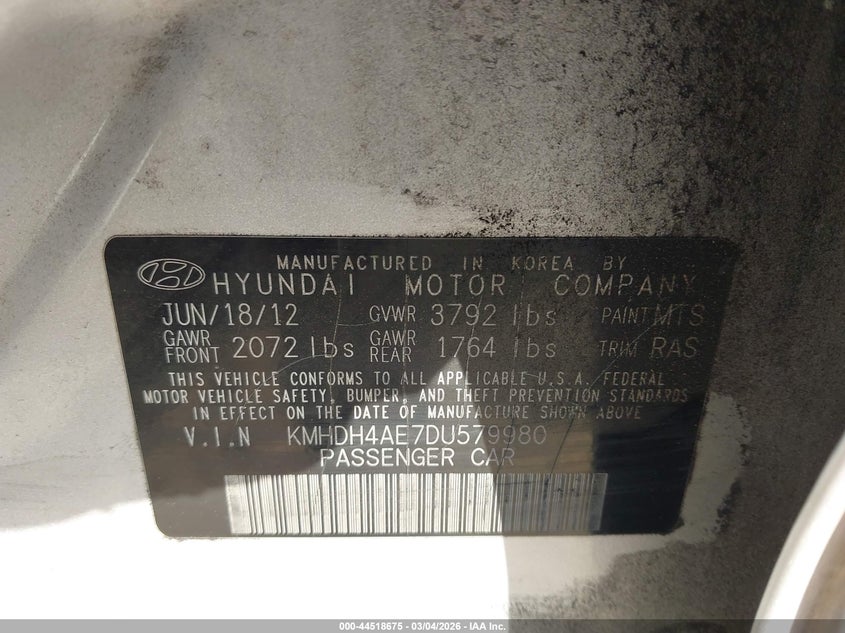 MANUFACTURED IN KOREA BY
HYUNDAI MOTOR COMPANY
JUN/18/12 GVWR 3792 lbs PAINT MTS
GAWR FRONT 2072 lbs GAWR REAR 1764 lbs TRIM RAS
THIS VEHICLE CONFORMS TO ALL APPLICABLE U.S.A. FEDERAL
MOTOR VEHICLE SAFETY, BUMPER, AND THEFT PREVENTION STANDARDS
IN EFFECT ON THE DATE OF MANUFACTURE SHOWN ABOVE.
V.I.N KMHDH4AE7DU579980
PASSENGER CAR
000-44518675 - 03/04/2026 - IAA Inc.